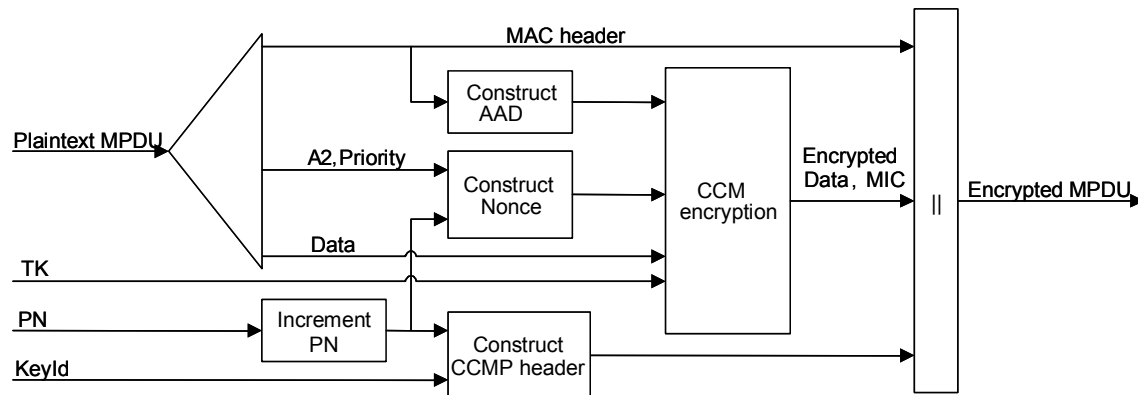 MAC header
Construct
AAD
Plaintext MPDU
A2,Priority
Construct
Nonce
CCM
encryption
Encrypted
Data, MIC
||
Encrypted MPDU
Data
TK
PN
Increment
PN
Construct
CCMP header
KeyId